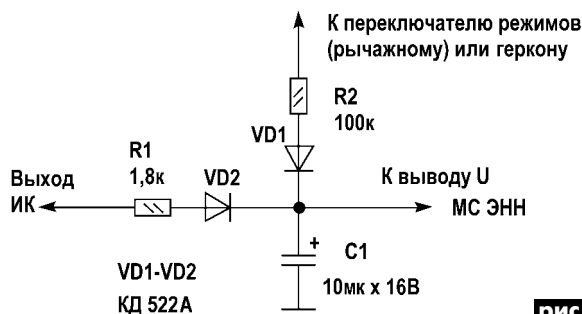 К переключателю режимов
(рычажному) или геркону
R2
100к
VD1
R1
1,8к
VD2
Выход
ИК
К выводу U
МС ЭНН
+
C1
10мк х 16В
VD1-VD2
КД 522А
рис